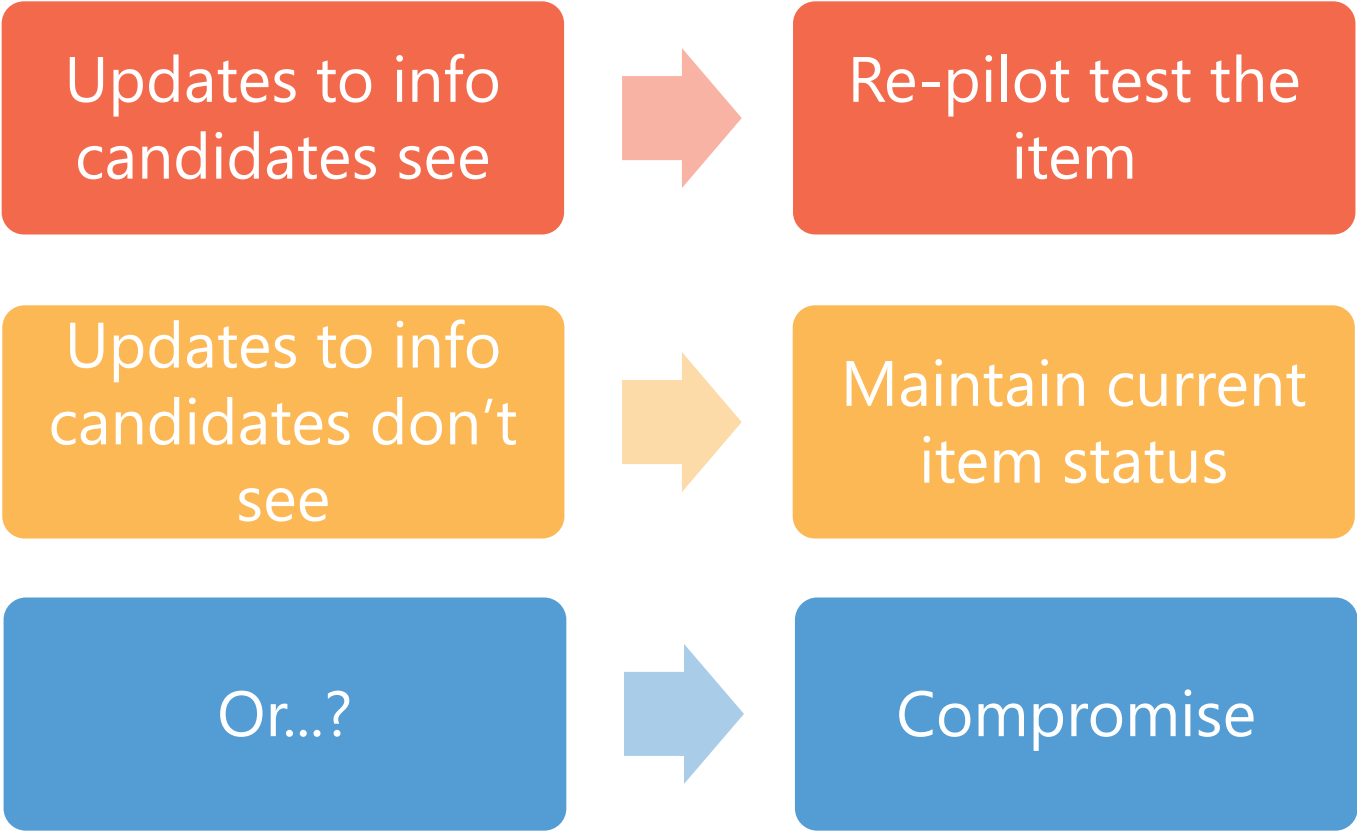 Updates to info
candidates see
Re-pilot test the
item
Updates to info
candidates don’t
see
Maintain current
item status
Or...?
Compromise